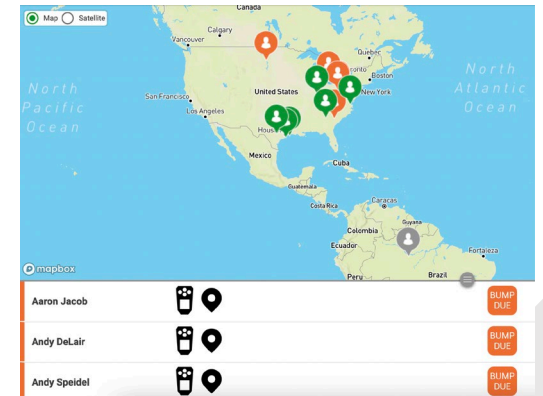 Map
Satellite
Canada
Calgary
Vancouver
Quebec
Boston
North
Pacific
Ocean
North
Atlantic
Ocean
San Francisco
United States
New York
Los Angeles
Mexico
Cuba
Guatemala
Costa Rica
Caracas
Guyana
Colombia
Ecuador
Fortaleza
Peru
Brazil
mapbox
Aaron Jacob
BUMP
DUE
Andy DeLair
BUMP
DUE
Andy Speidel
BUMP
DUE